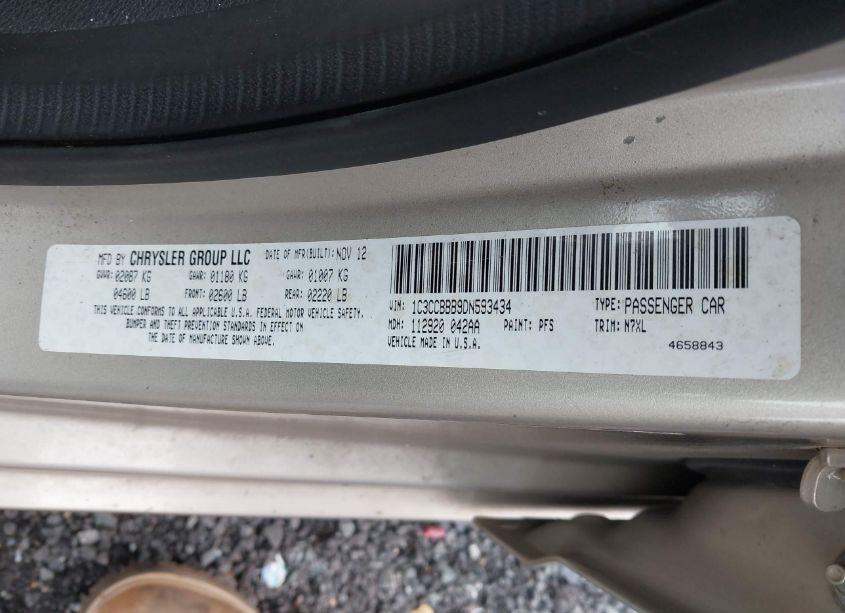 MFD BY CHRYSLER GROUP LLC DATE OF MFR(BUILT): NOV 12
GVWR: 02087 KG GAWR: 01180 KG GAWR: 01007 KG
04600 LB FRONT: 02600 LB REAR: 02220 LB
THIS VEHICLE CONFORMS TO ALL APPLICABLE U.S.A. FEDERAL MOTOR VEHICLE SAFETY,
BUMPER AND THEFT PREVENTION STANDARDS IN EFFECT ON
THE DATE OF MANUFACTURE SHOWN ABOVE.
VIN: 1C3CCBBB9DN593434 TYPE: PASSENGER CAR
MDH: 112920 042AA PAINT: PFS TRIM: N7XL
VEHICLE MADE IN U.S.A. 4658843